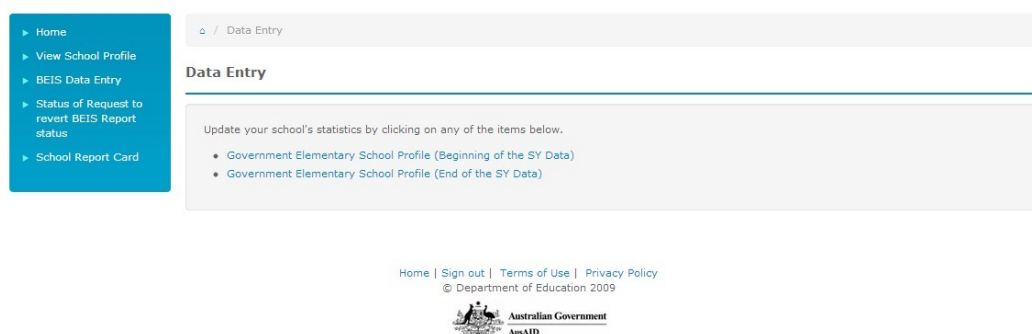 Home
View School Profile
BEIS Data Entry
Status of Request to
revert BEIS Report
status
School Report Card
/ Data Entry
Data Entry
Update your school's statistics by clicking on any of the items below.
Government Elementary School Profile (Beginning of the SY Data)
Government Elementary School Profile (End of the SY Data)
Home | Sign out | Terms of Use | Privacy Policy
© Department of Education 2009
Australian Government
AusAID